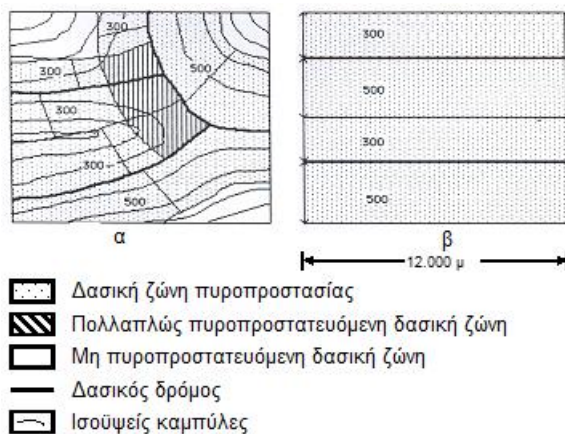 300
300
500
300
300
500
300
500
300
500
α
β
12.000 μ
Δασική ζώνη πυροπροστασίας
Πολλαπλώς πυροπροστατευόμενη δασική ζώνη
Μη πυροπροστατευόμενη δασική ζώνη
Δασικός δρόμος
Ισοϋψείς καμπύλες